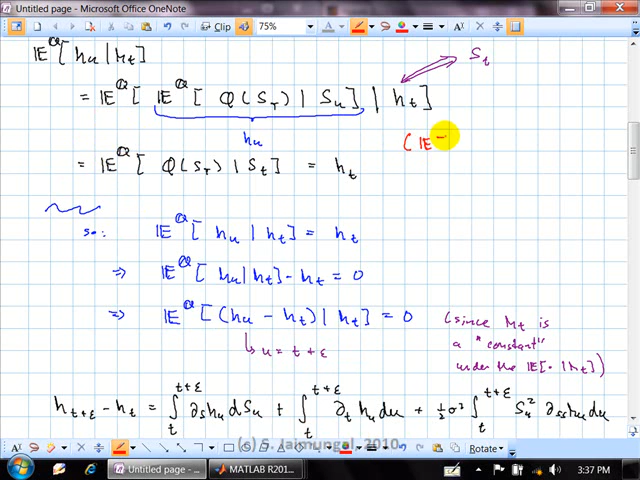 Untitled page - Microsoft Office OneNote
75%
𝔼^ℚ[ h_u | h_t ]
= 𝔼^ℚ[ 𝔼^ℚ[ φ(S_T) | S_u ] | h_t ]
S_t
h_u
( 𝔼
= 𝔼^ℚ[ φ(S_T) | S_t ] = h_t
so: 𝔼^ℚ[ h_u | h_t ] = h_t
⇒ 𝔼^ℚ[ h_u | h_t ] - h_t = 0
⇒ 𝔼^ℚ[ (h_u - h_t) | h_t ] = 0
(since h_t is
a "constant"
under the 𝔼[ · | h_t ])
↳ u = t + ε
h_{t+ε} - h_t = ∫_t^{t+ε} ∂_s h_u dS_u + ∫_t^{t+ε} ∂_t h_u du + ½σ² ∫_t^{t+ε} S_u² ∂_ss h_u du
(c) S. Jaimungal, 2010
Rotate
Untitled page - Micr...
MATLAB R201...
3:37 PM